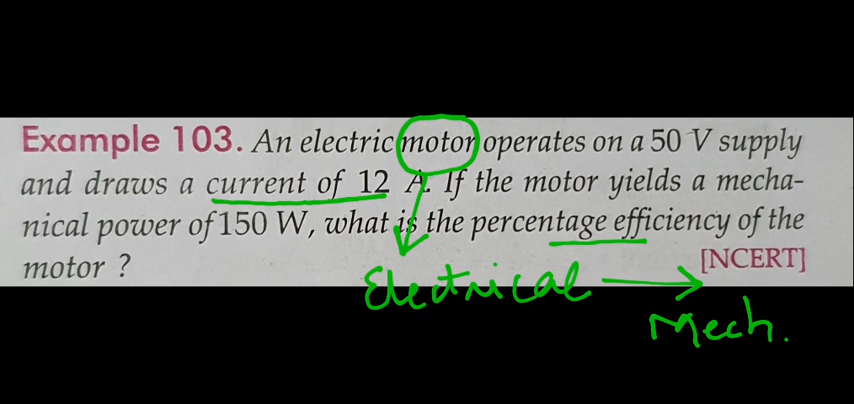 Example 103. An electric motor operates on a 50 V supply
and draws a current of 12 A. If the motor yields a mecha-
nical power of 150 W, what is the percentage efficiency of the
motor ?
[NCERT]
Electrical
Mech.